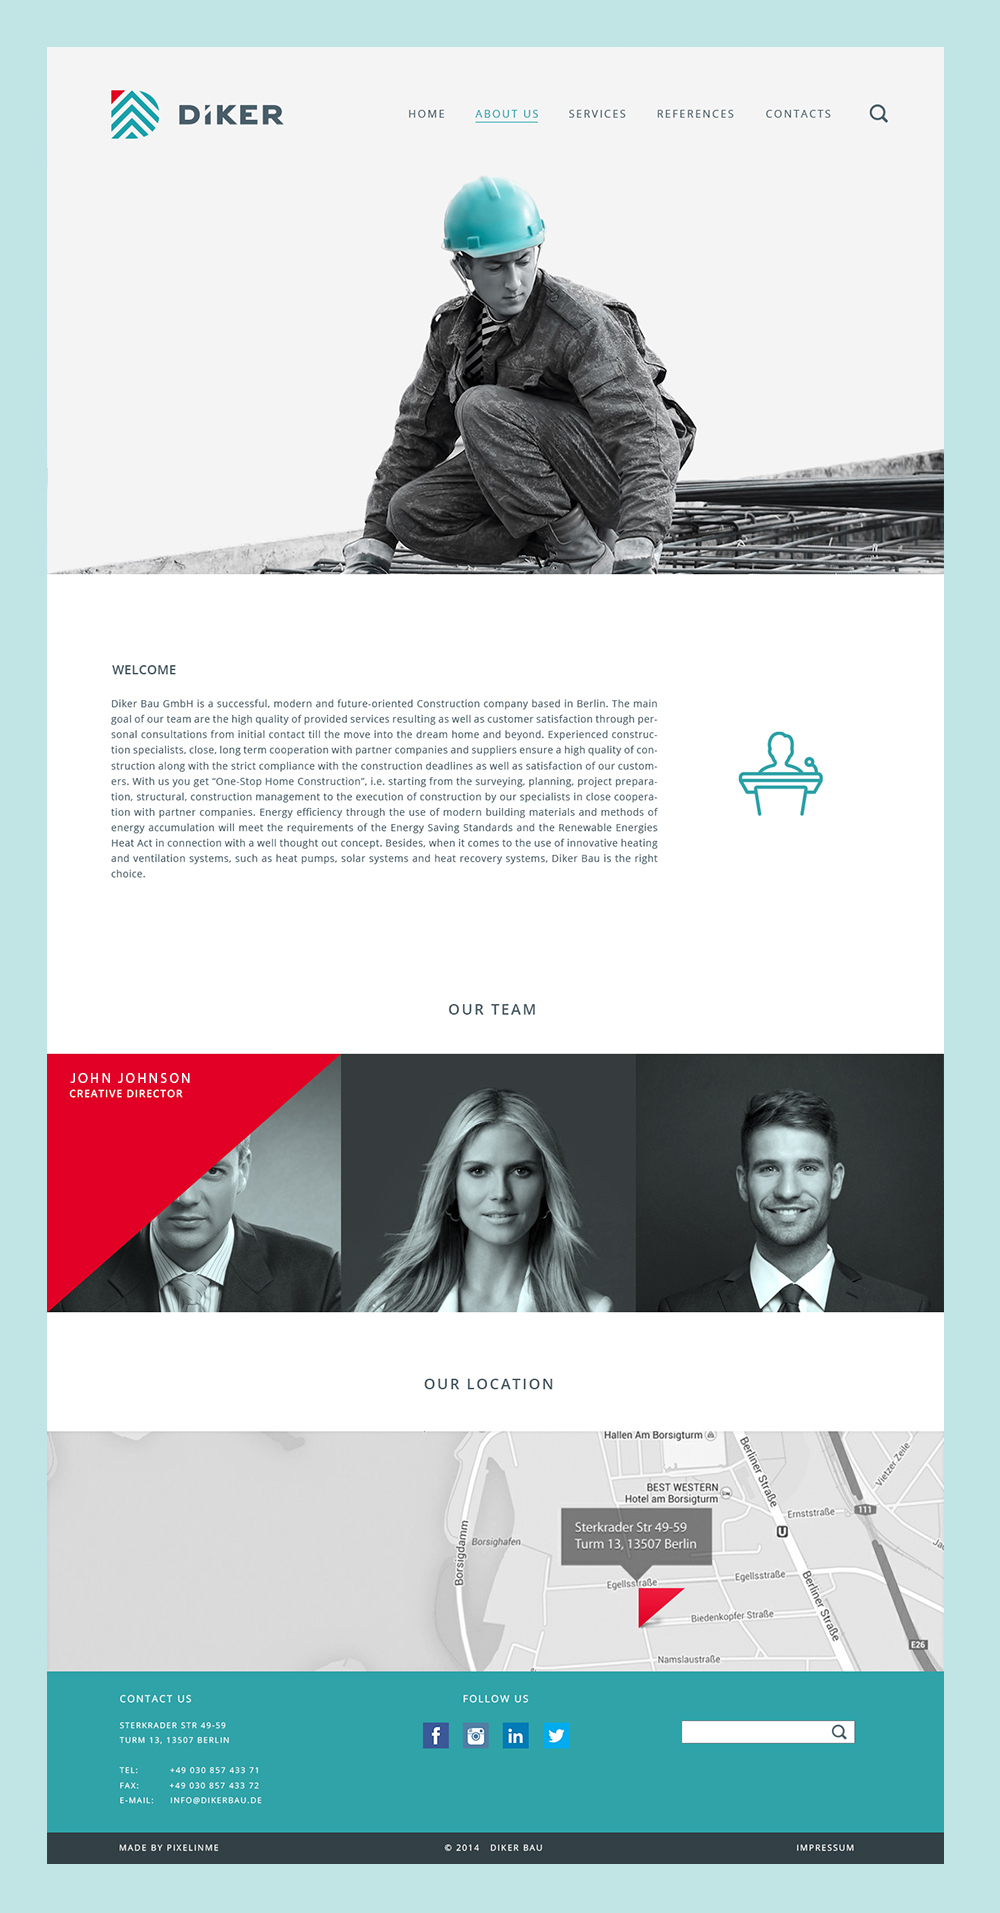 DiKER
HOME ABOUT US SERVICES REFERENCES CONTACTS
WELCOME
Diker Bau GmbH is a successful, modern and future-oriented Construction company based in Berlin. The main
goal of our team are the high quality of provided services resulting as well as customer satisfaction through per-
sonal consultations from initial contact till the move into the dream home and beyond. Experienced construc-
tion specialists, close, long term cooperation with partner companies and suppliers ensure a high quality of con-
struction along with the strict compliance with the construction deadlines as well as satisfaction of our custom-
ers. With us you get “One-Stop Home Construction”, i.e. starting from the surveying, planning, project prepara-
tion, structural, construction management to the execution of construction by our specialists in close coopera-
tion with partner companies. Energy efficiency through the use of modern building materials and methods of
energy accumulation will meet the requirements of the Energy Saving Standards and the Renewable Energies
Heat Act in connection with a well thought out concept. Besides, when it comes to the use of innovative heating
and ventilation systems, such as heat pumps, solar systems and heat recovery systems, Diker Bau is the right
choice.
OUR TEAM
JOHN JOHNSON
CREATIVE DIRECTOR
OUR LOCATION
Hallen Am Borsigturm
Berliner Straße
Vietzer Zeile
BEST WESTERN
Hotel am Borsigturm
Ernststraße
111
Sterkrader Str 49-59
Turm 13, 13507 Berlin
U
Borsigdamm
Borsighafen
Egellsstraße
Egellsstraße
Berliner Straße
Biedenkopfer Straße
E26
Namslaustraße
CONTACT US
STERKRADER STR 49-59
TURM 13, 13507 BERLIN
TEL: +49 030 857 433 71
FAX: +49 030 857 433 72
E-MAIL: INFO@DIKERBAU.DE
FOLLOW US
MADE BY PIXELINME
© 2014 DIKER BAU
IMPRESSUM